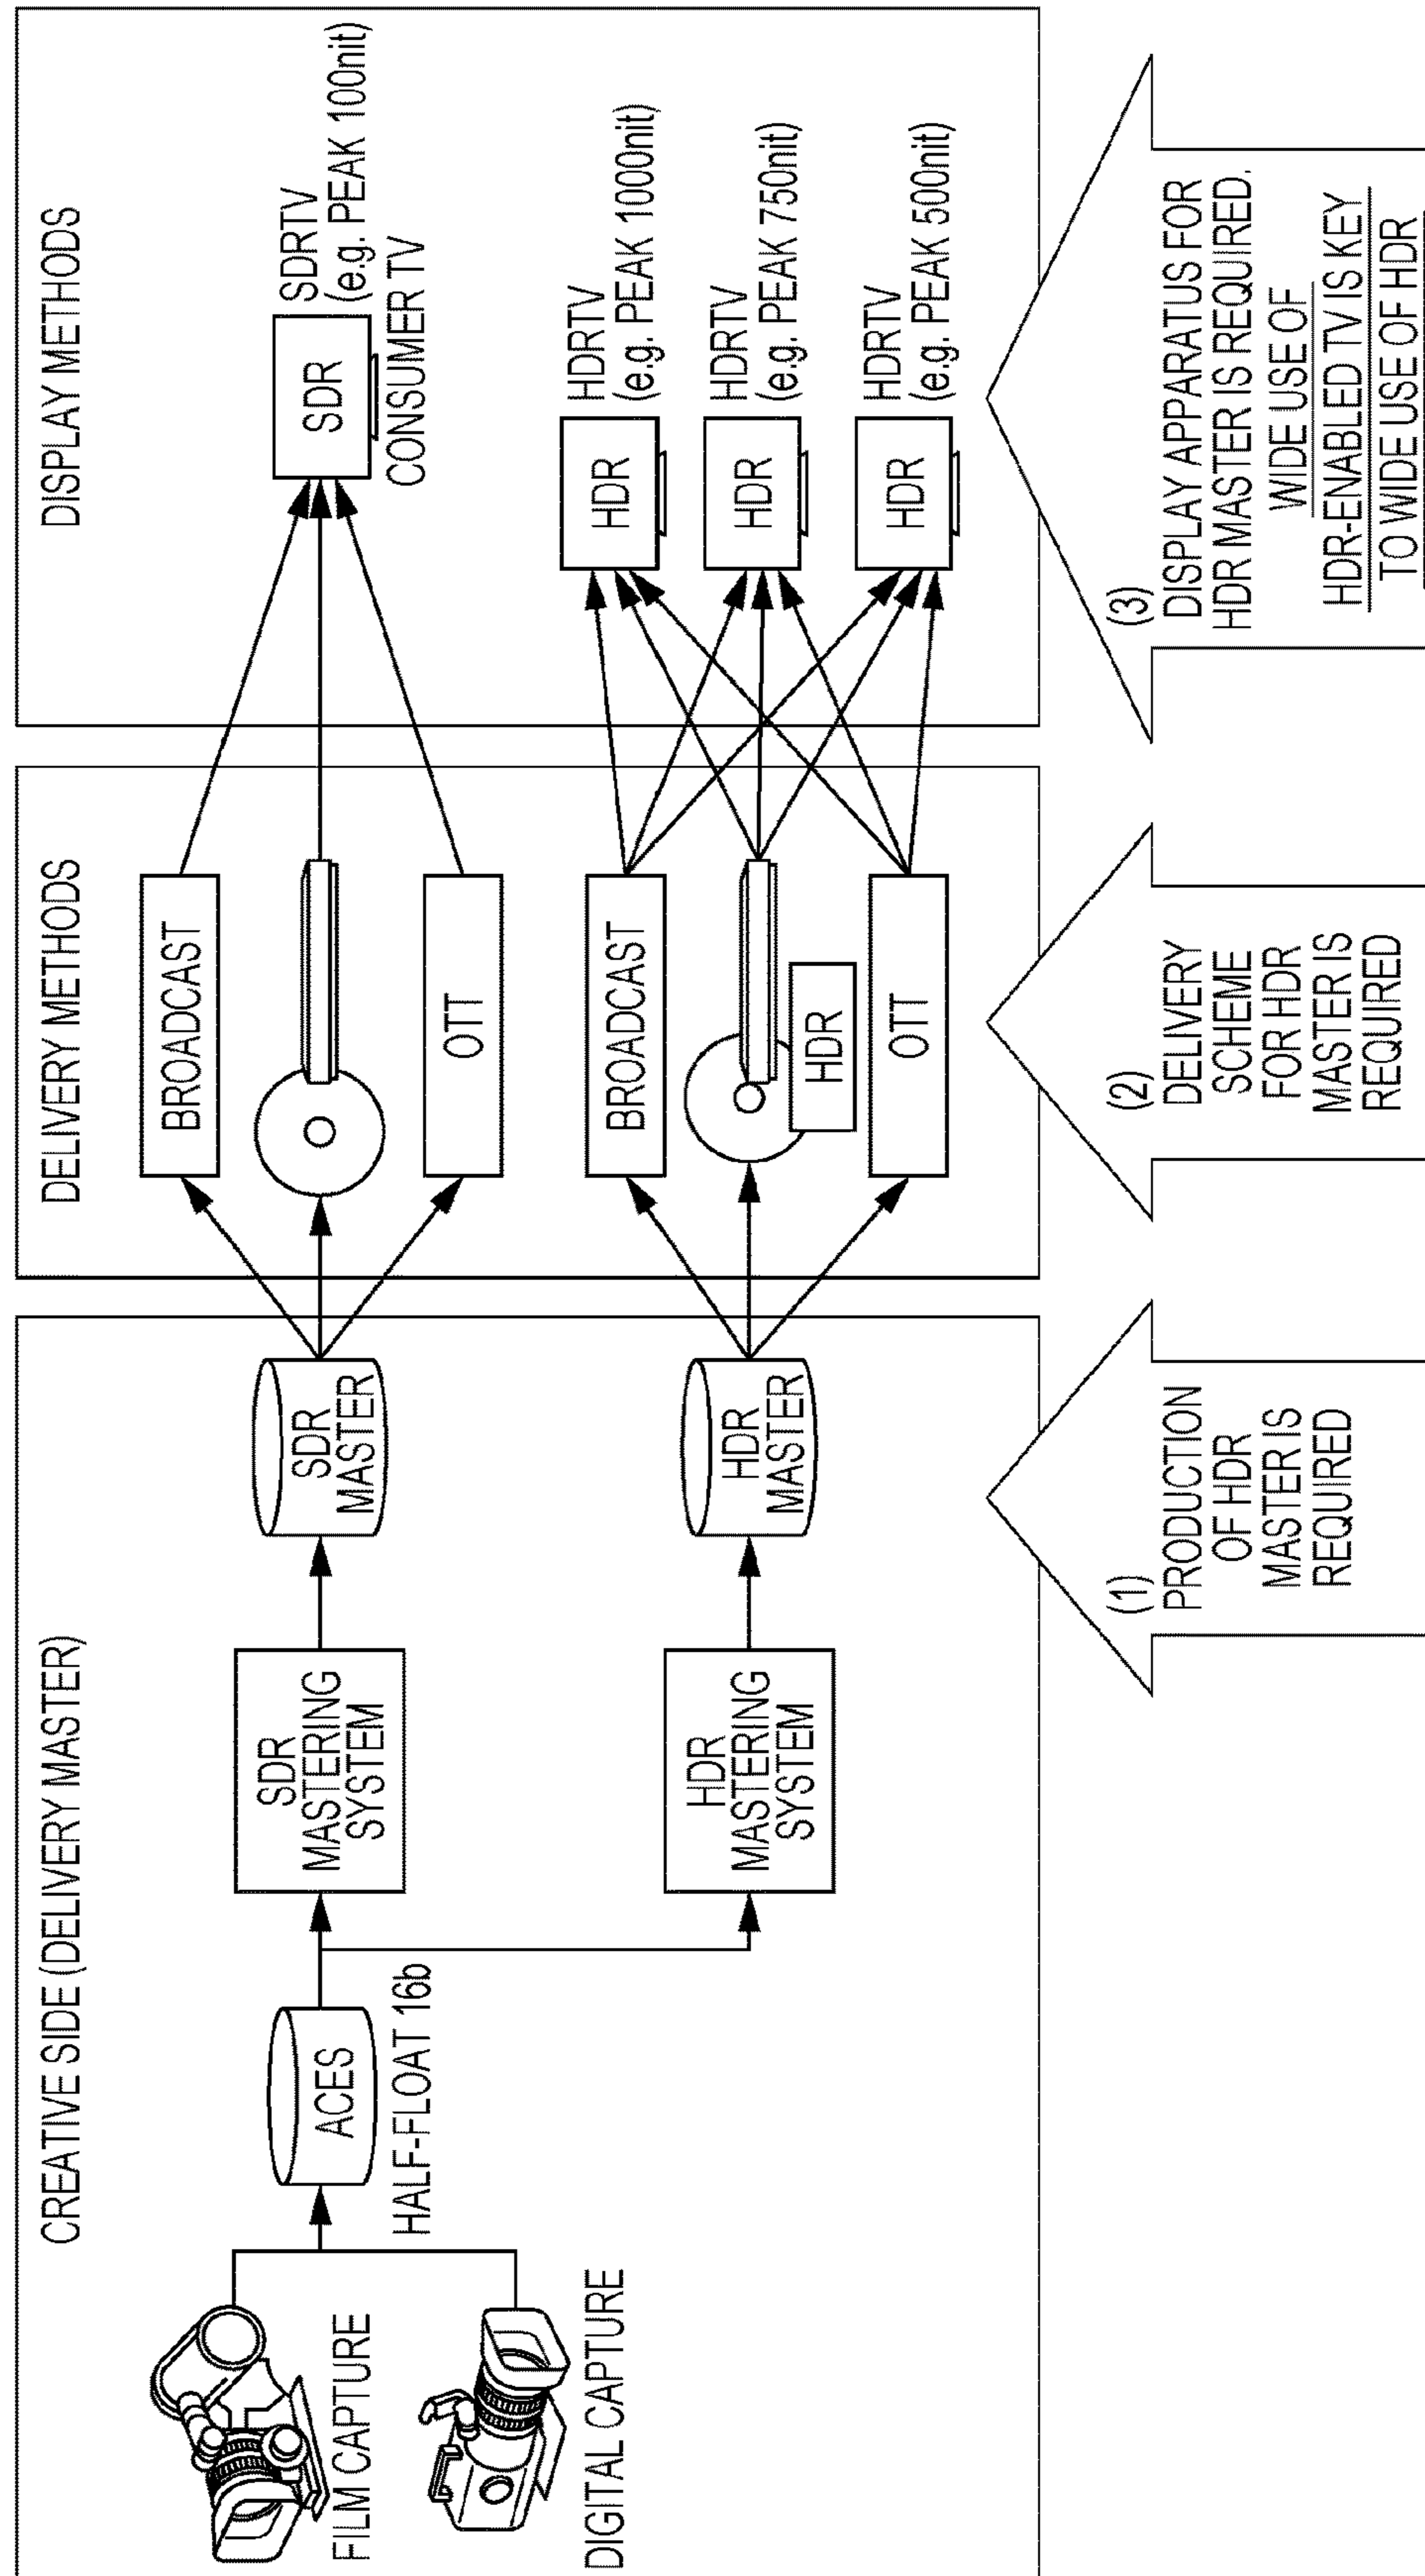 CREATIVE SIDE (DELIVERY MASTER)
FILM CAPTURE
DIGITAL CAPTURE
ACES
HALF-FLOAT 16b
SDR
MASTERING
SYSTEM
SDR
MASTER
HDR
MASTERING
SYSTEM
HDR
MASTER
DELIVERY METHODS
BROADCAST
OTT
BROADCAST
HDR
OTT
DISPLAY METHODS
SDR
SDRTV
(e.g. PEAK 100nit)
CONSUMER TV
HDR
HDRTV
(e.g. PEAK 1000nit)
HDR
HDRTV
(e.g. PEAK 750nit)
HDR
HDRTV
(e.g. PEAK 500nit)
(1)
PRODUCTION
OF HDR
MASTER IS
REQUIRED
(2)
DELIVERY
SCHEME
FOR HDR
MASTER IS
REQUIRED
(3)
DISPLAY APPARATUS FOR
HDR MASTER IS REQUIRED.
WIDE USE OF
HDR-ENABLED TV IS KEY
TO WIDE USE OF HDR